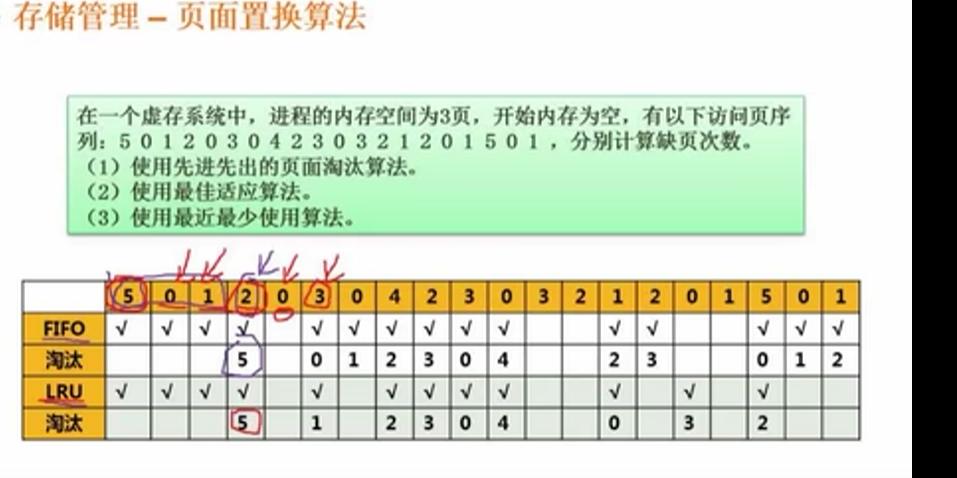 存储管理 – 页面置换算法
在一个虚存系统中，进程的内存空间为3页，开始内存为空，有以下访问页序
列：5 0 1 2 0 3 0 4 2 3 0 3 2 1 2 0 1 5 0 1，分别计算缺页次数。
（1）使用先进先出的页面淘汰算法。
（2）使用最佳适应算法。
（3）使用最近最少使用算法。
5 0 1 2 0 3 0 4 2 3 0 3 2 1 2 0 1 5 0 1
FIFO √ √ √ √ √ √ √ √ √ √ √ √ √ √ √
淘汰 5 0 1 2 3 0 4 2 3 0 1 2
LRU √ √ √ √ √ √ √ √ √ √ √ √
淘汰 5 1 2 3 0 4 0 3 2